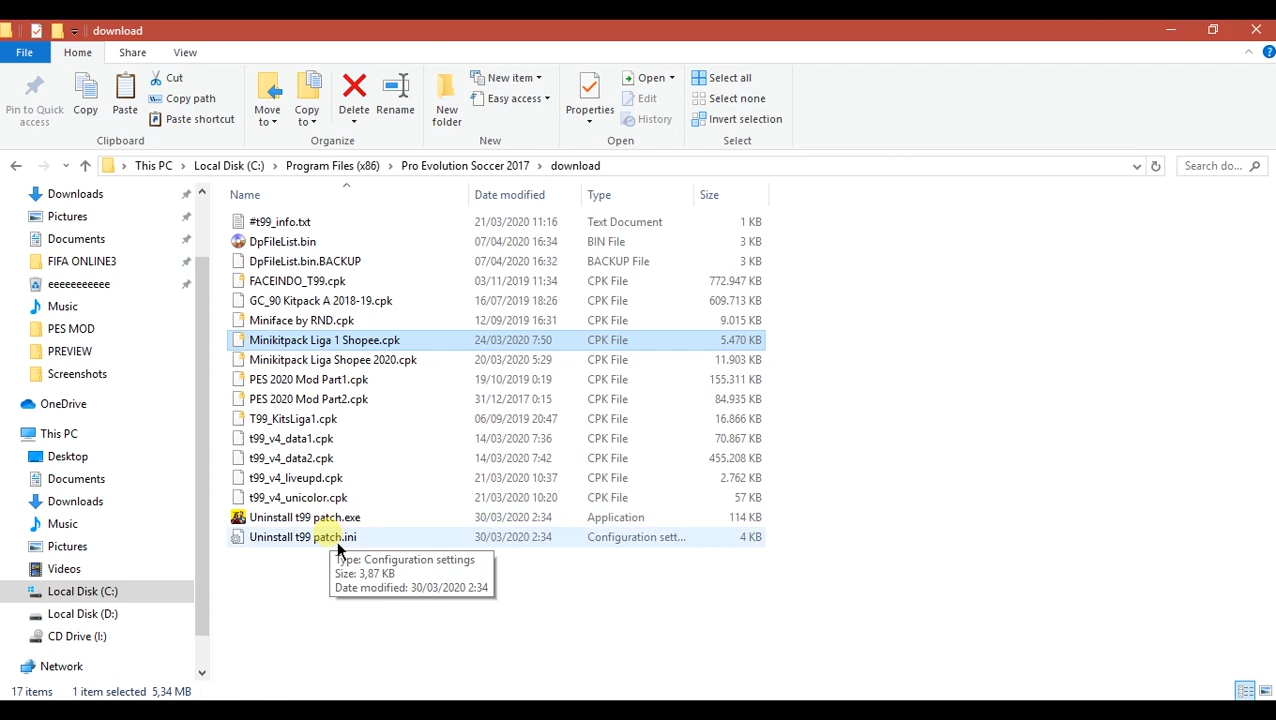 download
File Home Share View
Pin to Quick access
Copy
Paste
Cut
Copy path
Paste shortcut
Clipboard
Move to
Copy to
Delete
Rename
Organize
New folder
New item
Easy access
New
Properties
Open
Edit
History
Open
Select all
Select none
Invert selection
Select
This PC > Local Disk (C:) > Program Files (x86) > Pro Evolution Soccer 2017 > download
Search do...
Downloads
Pictures
Documents
FIFA ONLINE3
eeeeeeeeeee
Music
PES MOD
PREVIEW
Screenshots
OneDrive
This PC
Desktop
Documents
Downloads
Music
Pictures
Videos
Local Disk (C:)
Local Disk (D:)
CD Drive (I:)
Network
Name Date modified Type Size
#t99_info.txt 21/03/2020 11:16 Text Document 1 KB
DpFileList.bin 07/04/2020 16:34 BIN File 3 KB
DpFileList.bin.BACKUP 07/04/2020 16:32 BACKUP File 3 KB
FACEINDO_T99.cpk 03/11/2019 11:34 CPK File 772.947 KB
GC_90 Kitpack A 2018-19.cpk 16/07/2019 18:26 CPK File 609.713 KB
Miniface by RND.cpk 12/09/2019 16:31 CPK File 9.015 KB
Minikitpack Liga 1 Shopee.cpk 24/03/2020 7:50 CPK File 5.470 KB
Minikitpack Liga Shopee 2020.cpk 20/03/2020 5:29 CPK File 11.903 KB
PES 2020 Mod Part1.cpk 19/10/2019 0:19 CPK File 155.311 KB
PES 2020 Mod Part2.cpk 31/12/2017 0:15 CPK File 84.935 KB
T99_KitsLiga1.cpk 06/09/2019 20:47 CPK File 16.866 KB
t99_v4_data1.cpk 14/03/2020 7:36 CPK File 70.867 KB
t99_v4_data2.cpk 14/03/2020 7:42 CPK File 455.208 KB
t99_v4_liveupd.cpk 21/03/2020 10:37 CPK File 2.762 KB
t99_v4_unicolor.cpk 21/03/2020 10:20 CPK File 57 KB
Uninstall t99 patch.exe 30/03/2020 2:34 Application 114 KB
Uninstall t99 patch.ini 30/03/2020 2:34 Configuration sett... 4 KB
Type: Configuration settings
Size: 3,87 KB
Date modified: 30/03/2020 2:34
17 items 1 item selected 5,34 MB